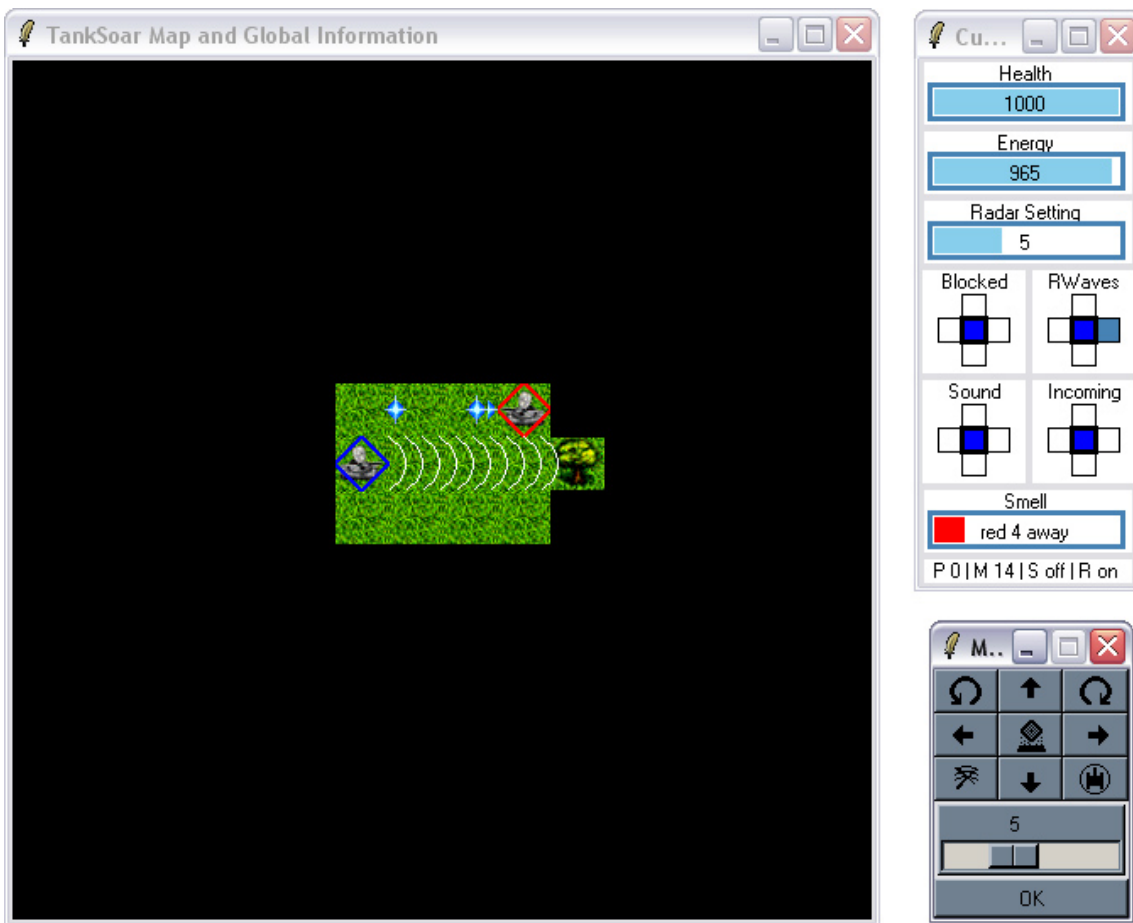 TankSoar Map and Global Information
Cu...
Health
1000
Energy
965
Radar Setting
5
Blocked RWaves
Sound Incoming
Smell
red 4 away
P 0 | M 14 | S off | R on
M..
5
OK